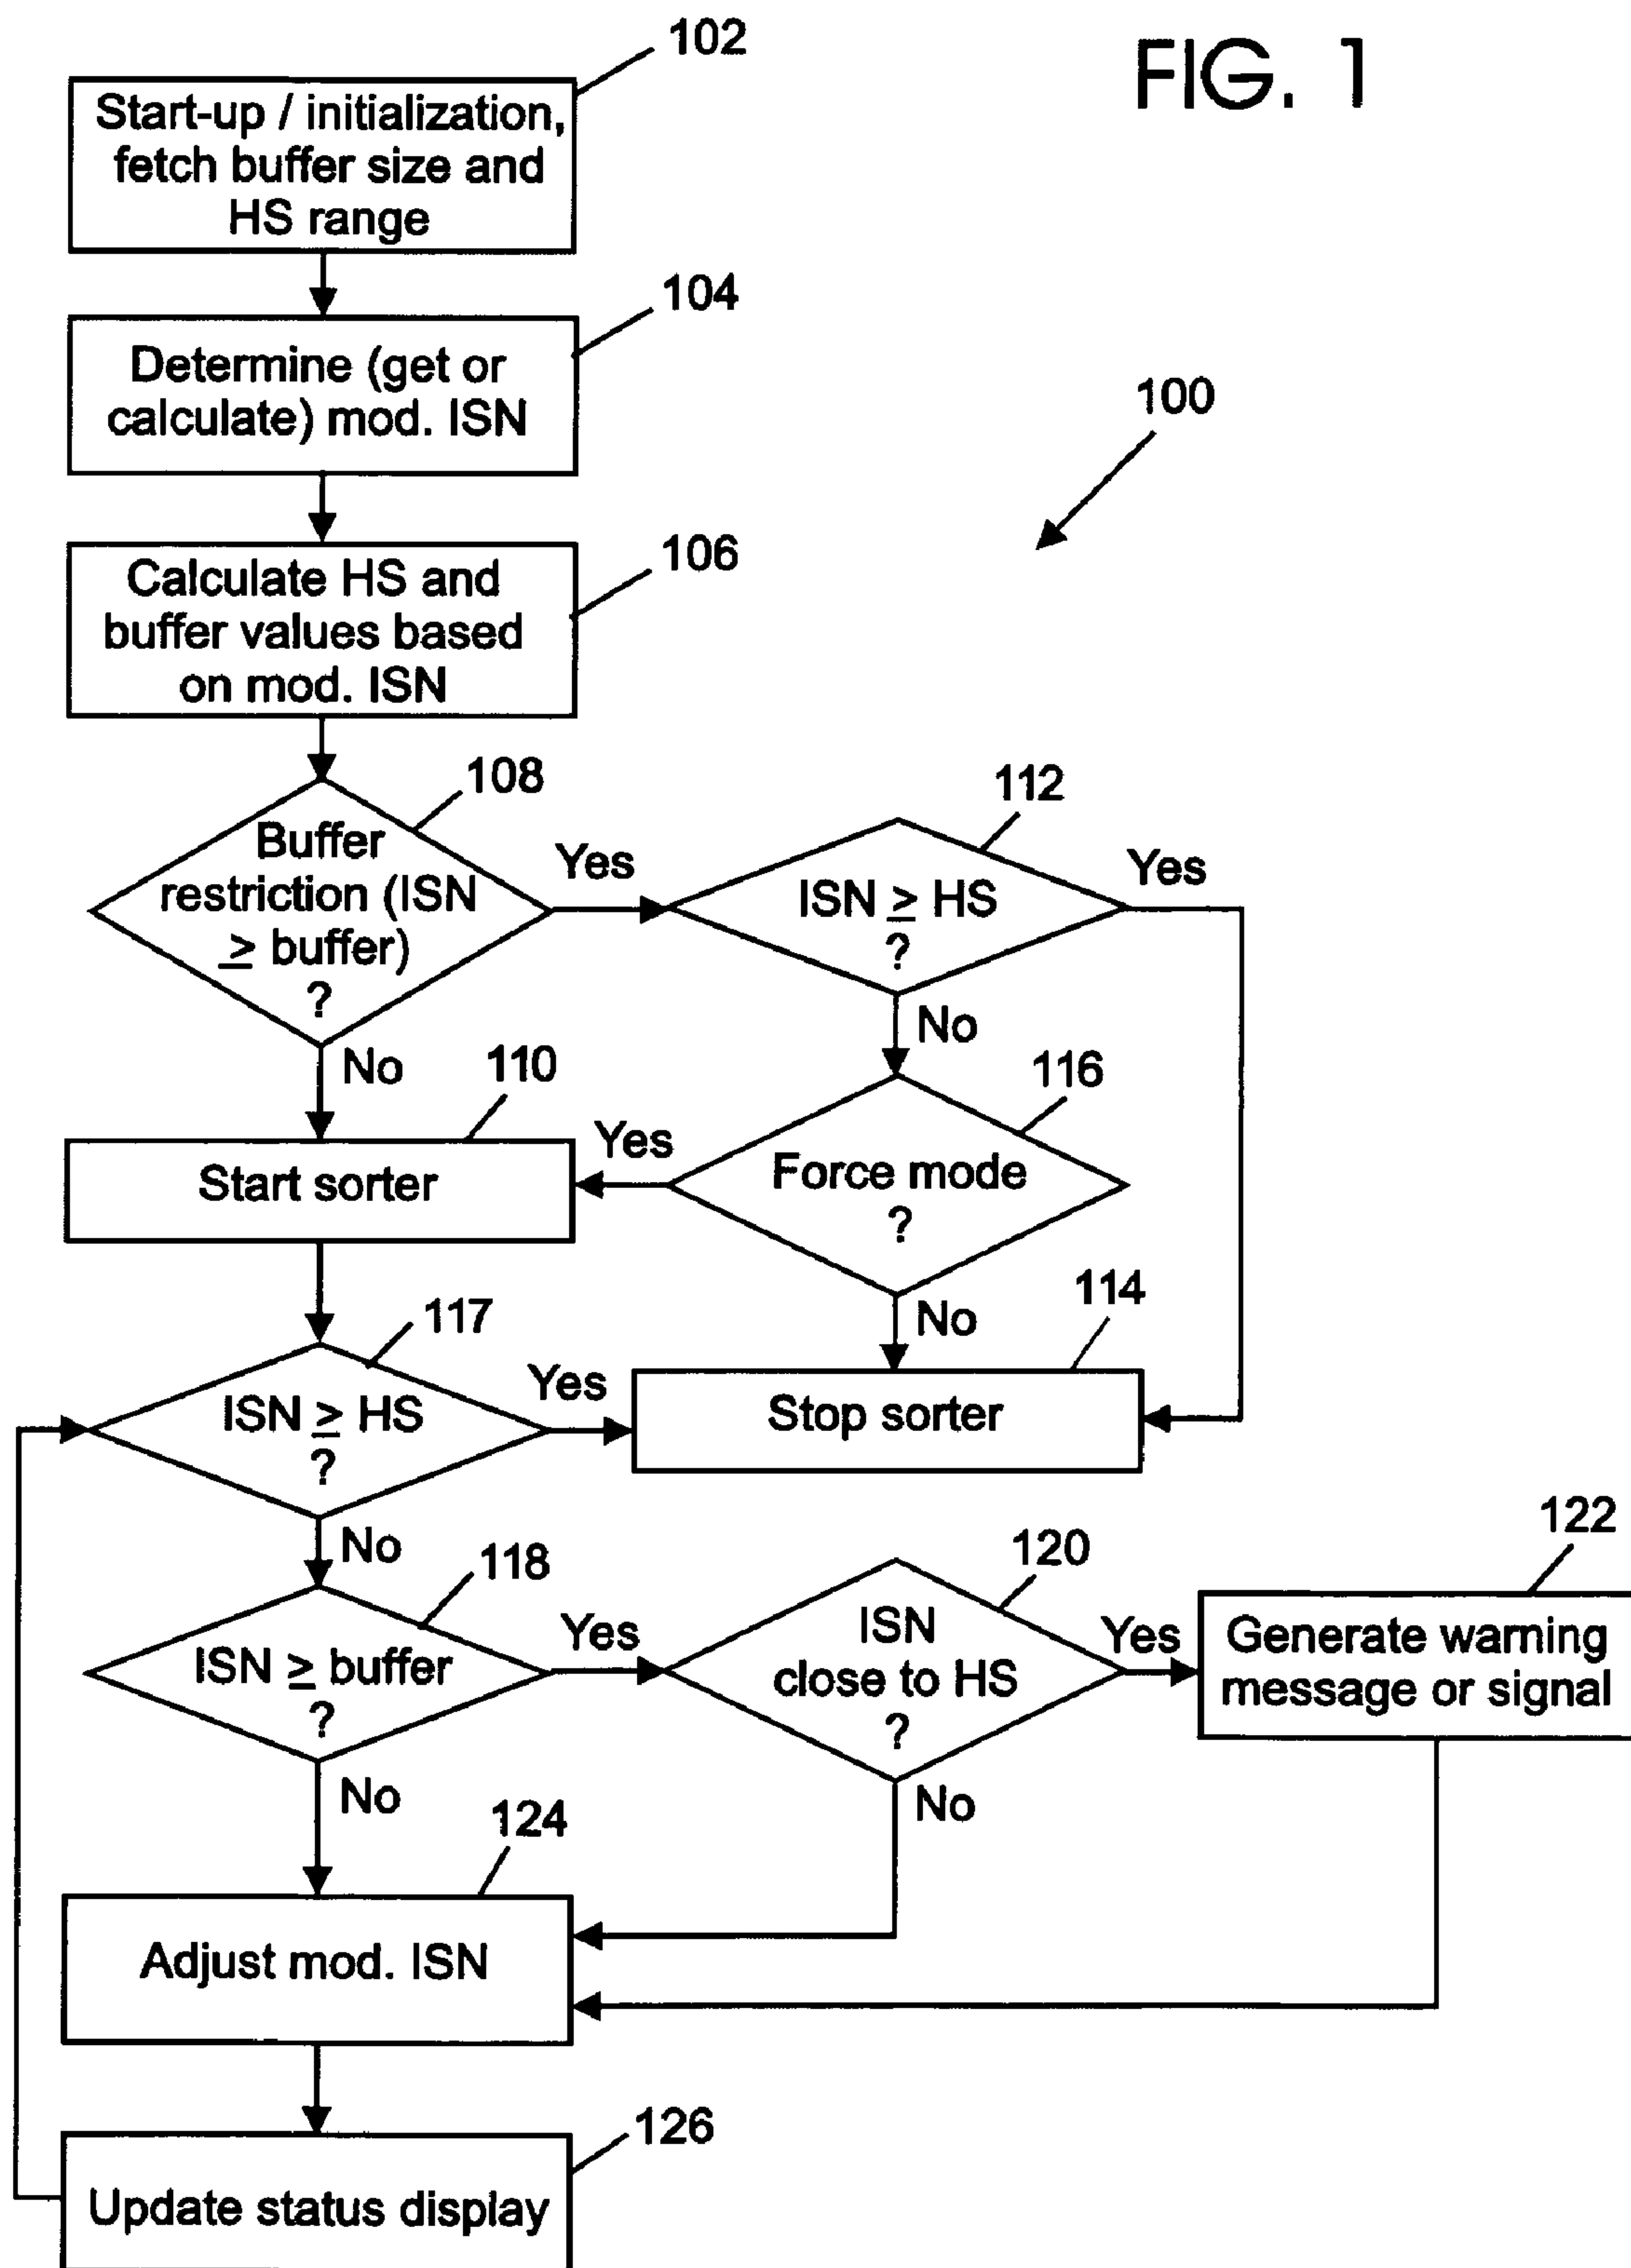 FIG. 1
102
Start-up / initialization,
fetch buffer size and
HS range
104
Determine (get or
calculate) mod. ISN
100
106
Calculate HS and
buffer values based
on mod. ISN
108
Buffer
restriction (ISN
≥ buffer)
?
Yes
112
ISN ≥ HS
?
Yes
No
No
110
Start sorter
Yes
116
Force mode
?
No
114
Stop sorter
117
ISN ≥ HS
?
Yes
No
118
ISN ≥ buffer
?
Yes
120
ISN
close to HS
?
Yes
122
Generate warning
message or signal
No
No
124
Adjust mod. ISN
126
Update status display